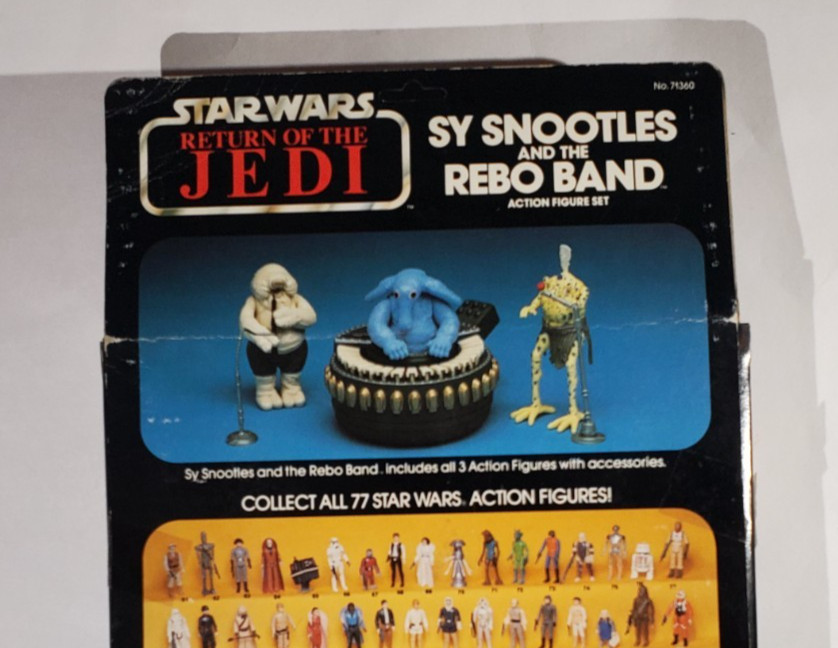 No. 71360
STAR WARS
RETURN OF THE
JEDI
SY SNOOTLES
AND THE
REBO BAND
ACTION FIGURE SET
Sy Snootles and the Rebo Band includes all 3 Action Figures with accessories.
COLLECT ALL 77 STAR WARS ACTION FIGURES!